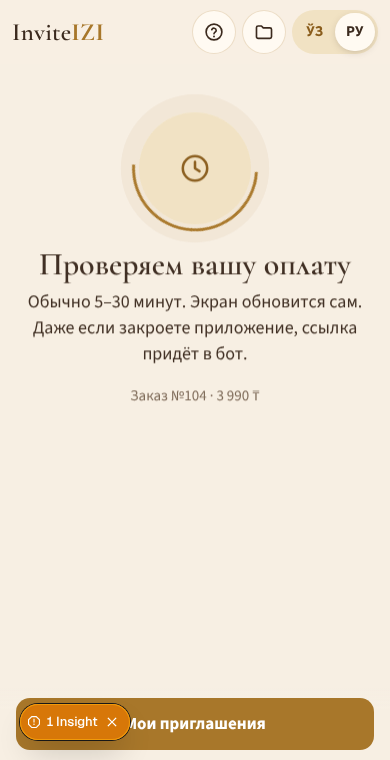 InviteIZI
ЎЗ
РУ
Проверяем вашу оплату
Обычно 5–30 минут. Экран обновится сам.
Даже если закроете приложение, ссылка
придёт в бот.
Заказ №104 · 3 990 ₸
1 Insight
Мои приглашения